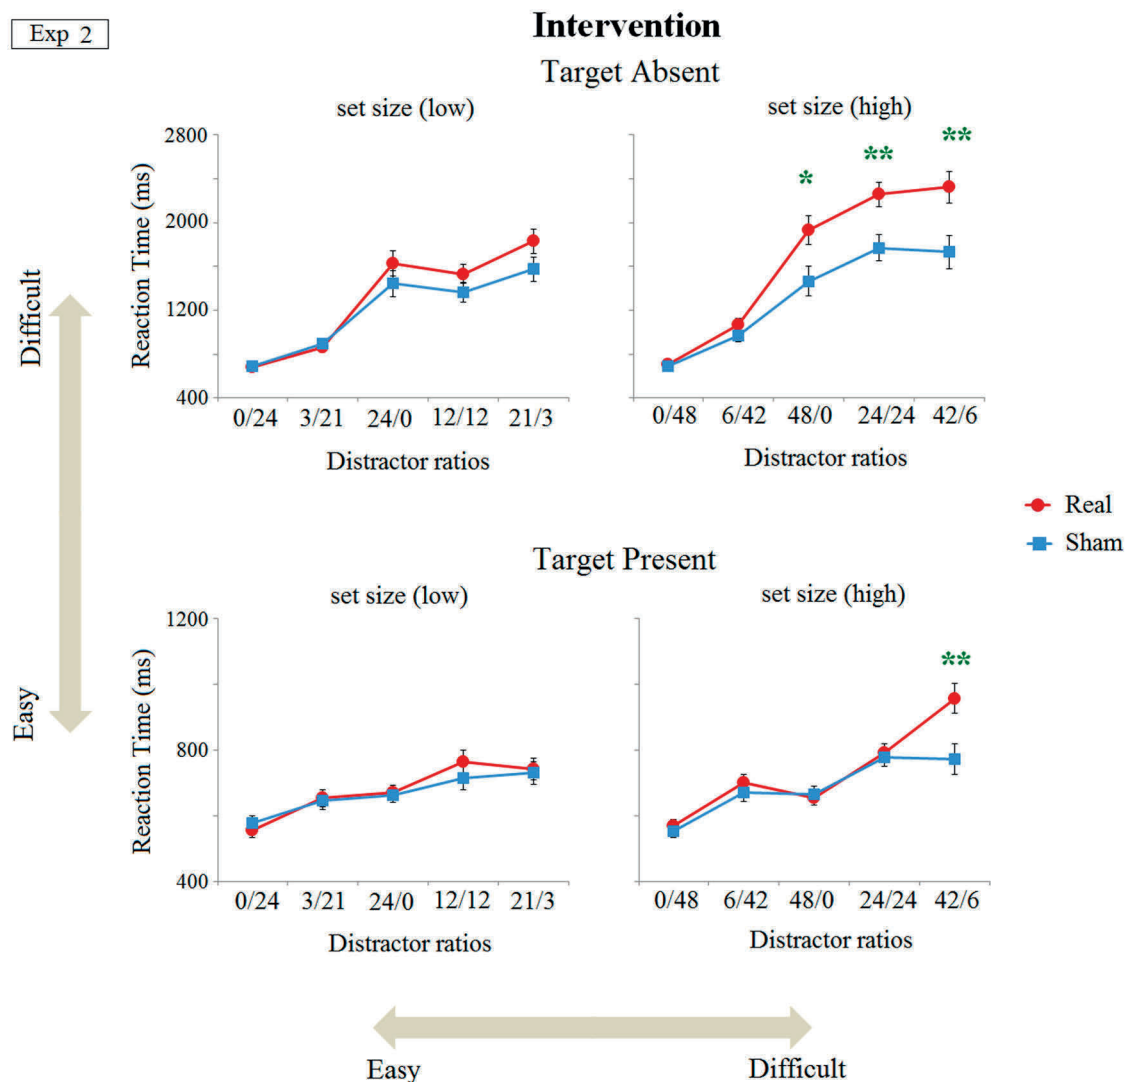 Exp 2
Intervention
Target Absent
set size (low)
set size (high)
Reaction Time (ms)
2800
2000
1200
400
*
**
**
0/24 3/21 24/0 12/12 21/3
Distractor ratios
0/48 6/42 48/0 24/24 42/6
Distractor ratios
Difficult
Easy
Real
Sham
Target Present
set size (low)
set size (high)
Reaction Time (ms)
1200
800
400
**
0/24 3/21 24/0 12/12 21/3
Distractor ratios
0/48 6/42 48/0 24/24 42/6
Distractor ratios
Easy
Difficult